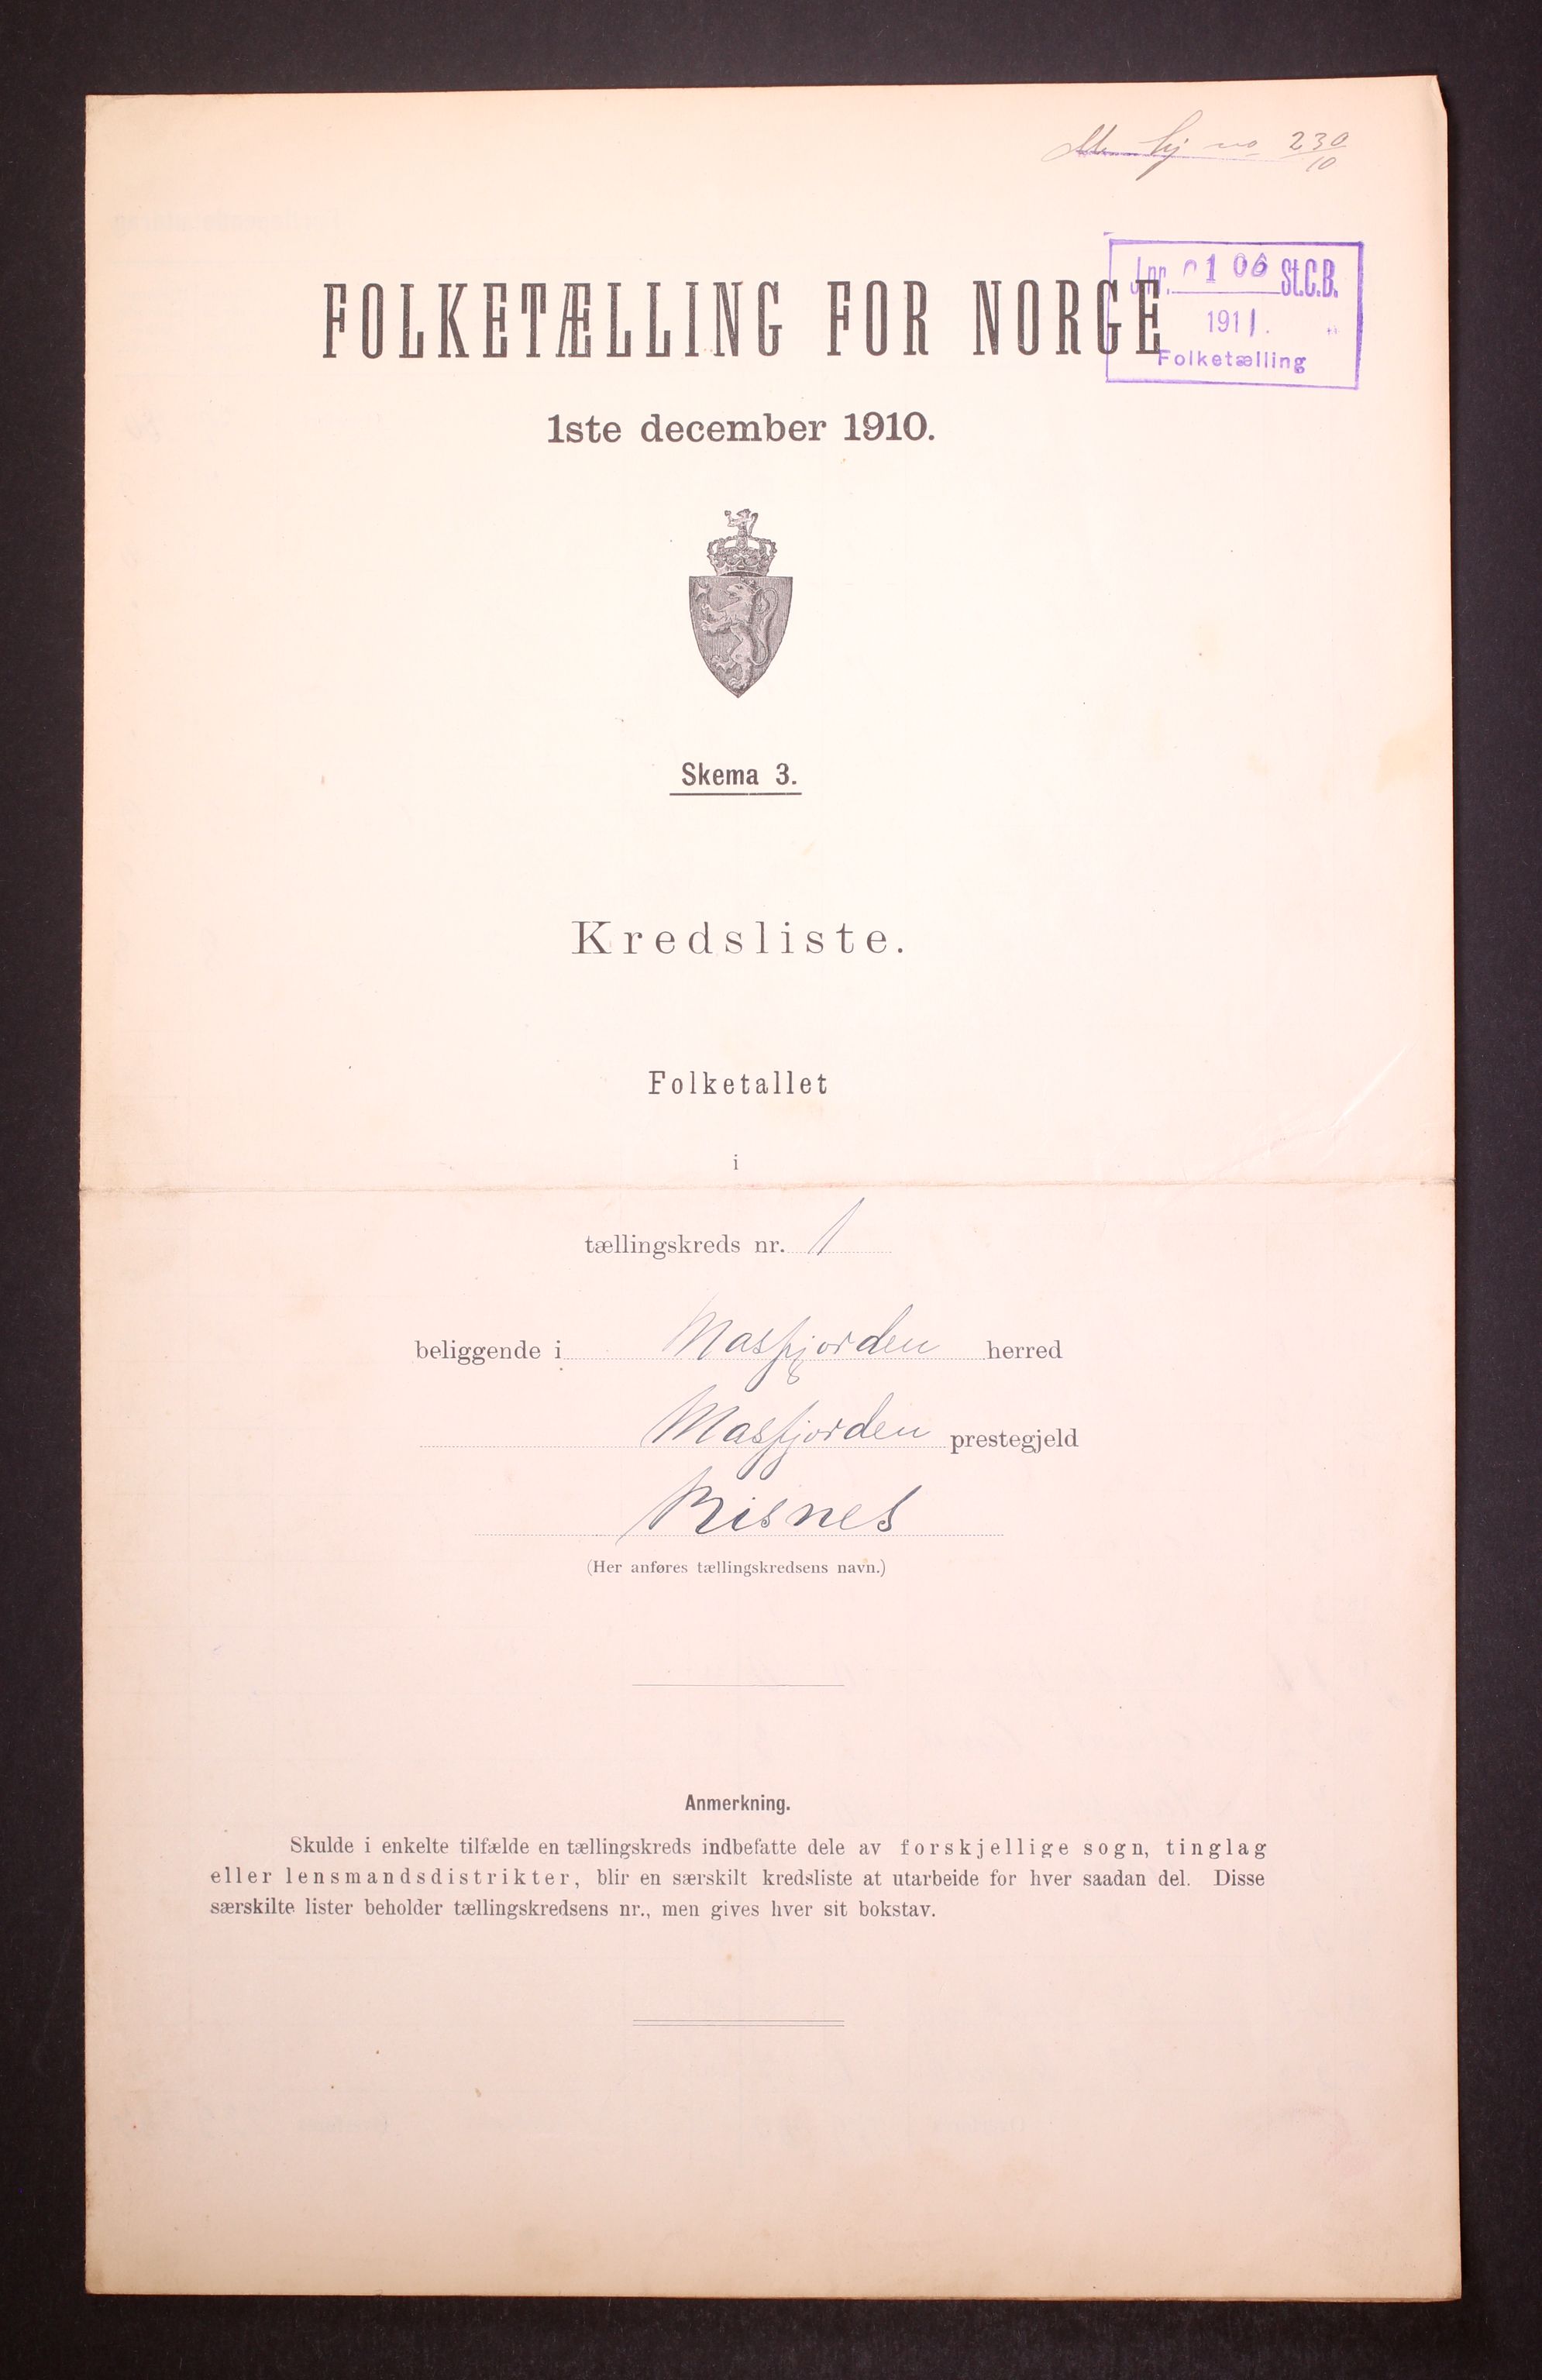 no 230/10
Jnr. 0106 St.C.B.
1911.
Folketælling
FOLKETÆLLING FOR NORGE
1ste december 1910.
Skema 3.
Kredsliste.
Folketallet
i
tællingskreds nr. 1
beliggende i Masfjorden herred
Masfjorden prestegjeld
Risnes
(Her anføres tællingskredsens navn.)
Anmerkning.
Skulde i enkelte tilfælde en tællingskreds indbefatte dele av forskjellige sogn, tinglag
eller lensmandsdistrikter, blir en særskilt kredsliste at utarbeide for hver saadan del. Disse
særskilte lister beholder tællingskredsens nr., men gives hver sit bokstav.